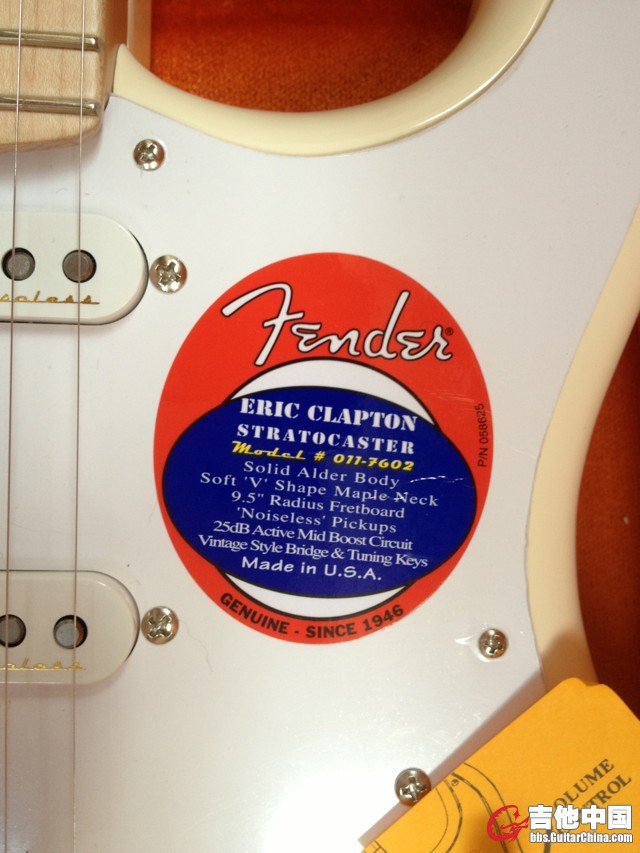 Fender®
ERIC CLAPTON
STRATOCASTER
Model # 011-7602
Solid Alder Body
Soft 'V' Shape Maple Neck
9.5" Radius Fretboard
'Noiseless' Pickups
25dB Active Mid Boost Circuit
Vintage Style Bridge & Tuning Keys
Made in U.S.A.
GENUINE - SINCE 1946
P/N 058625
吉他中国
bbs.GuitarChina.com